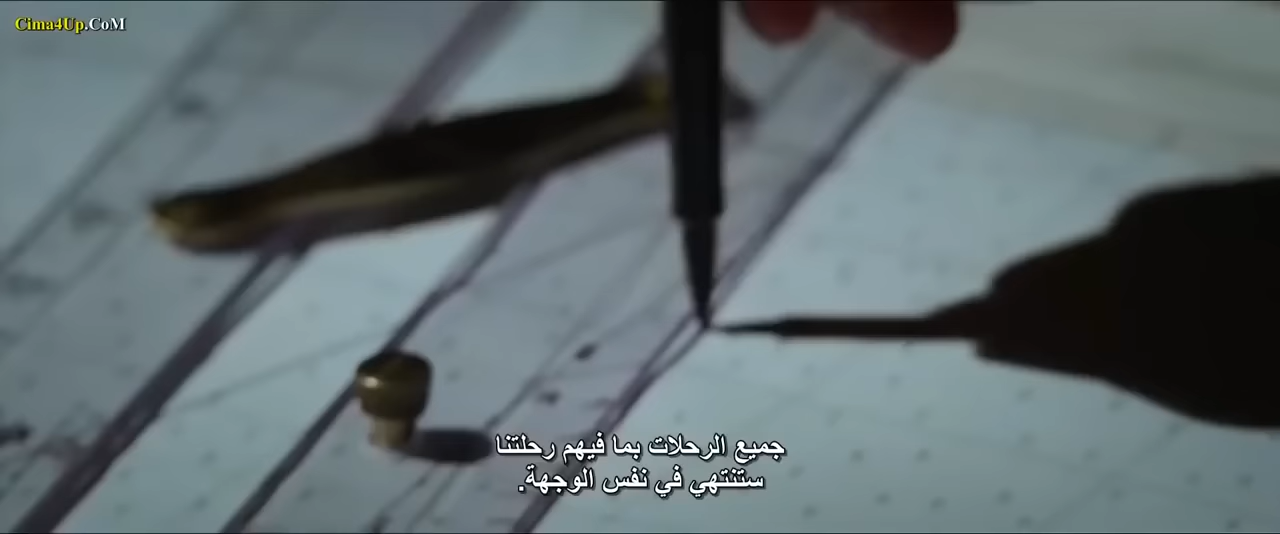 Cima4Up.CoM
جميع الرحلات بما فيهم رحلتنا
ستنتهي في نفس الوجهة.